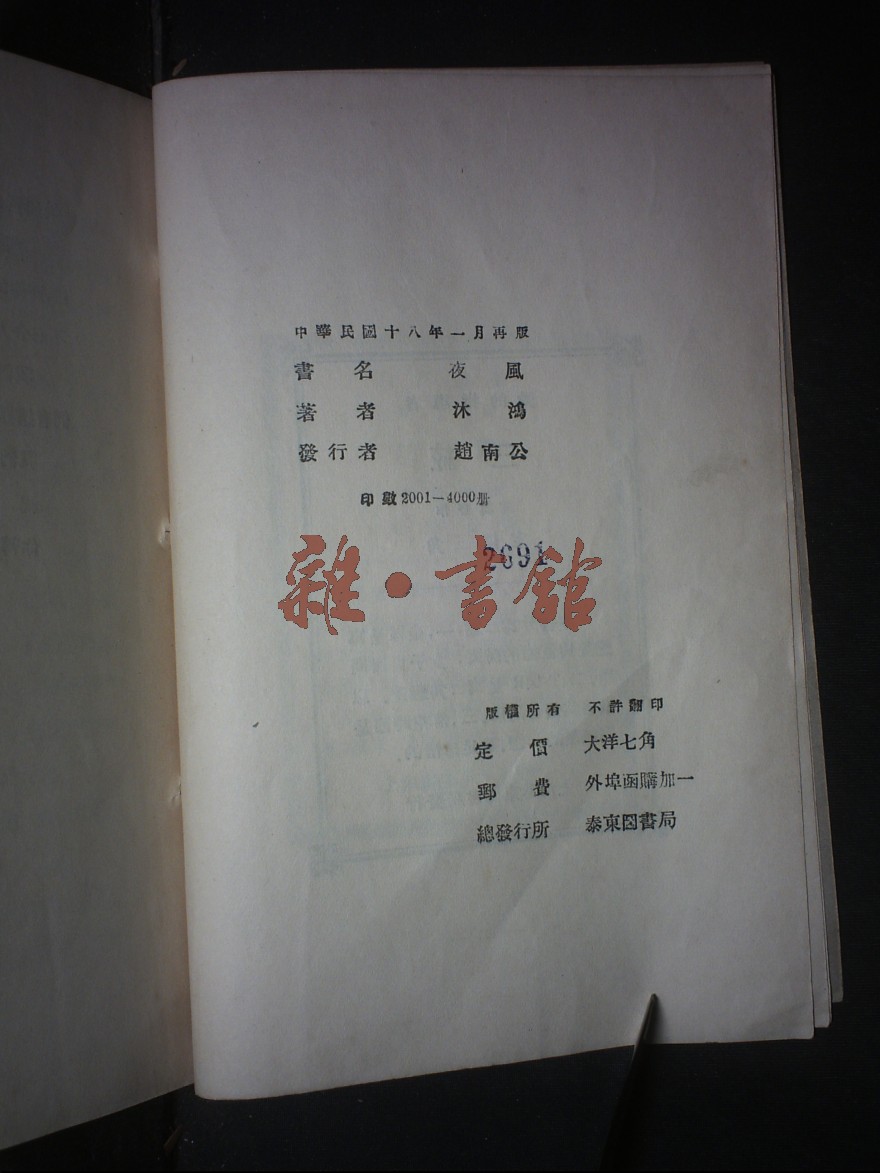 中華民國十八年一月再版
書名 夜風
著者 沐鴻
發行者 趙南公
印數2001—4000册
2691
雜·書館
版權所有 不許翻印
定價 大洋七角
郵費 外埠函購加一
總發行所 泰東圖書局